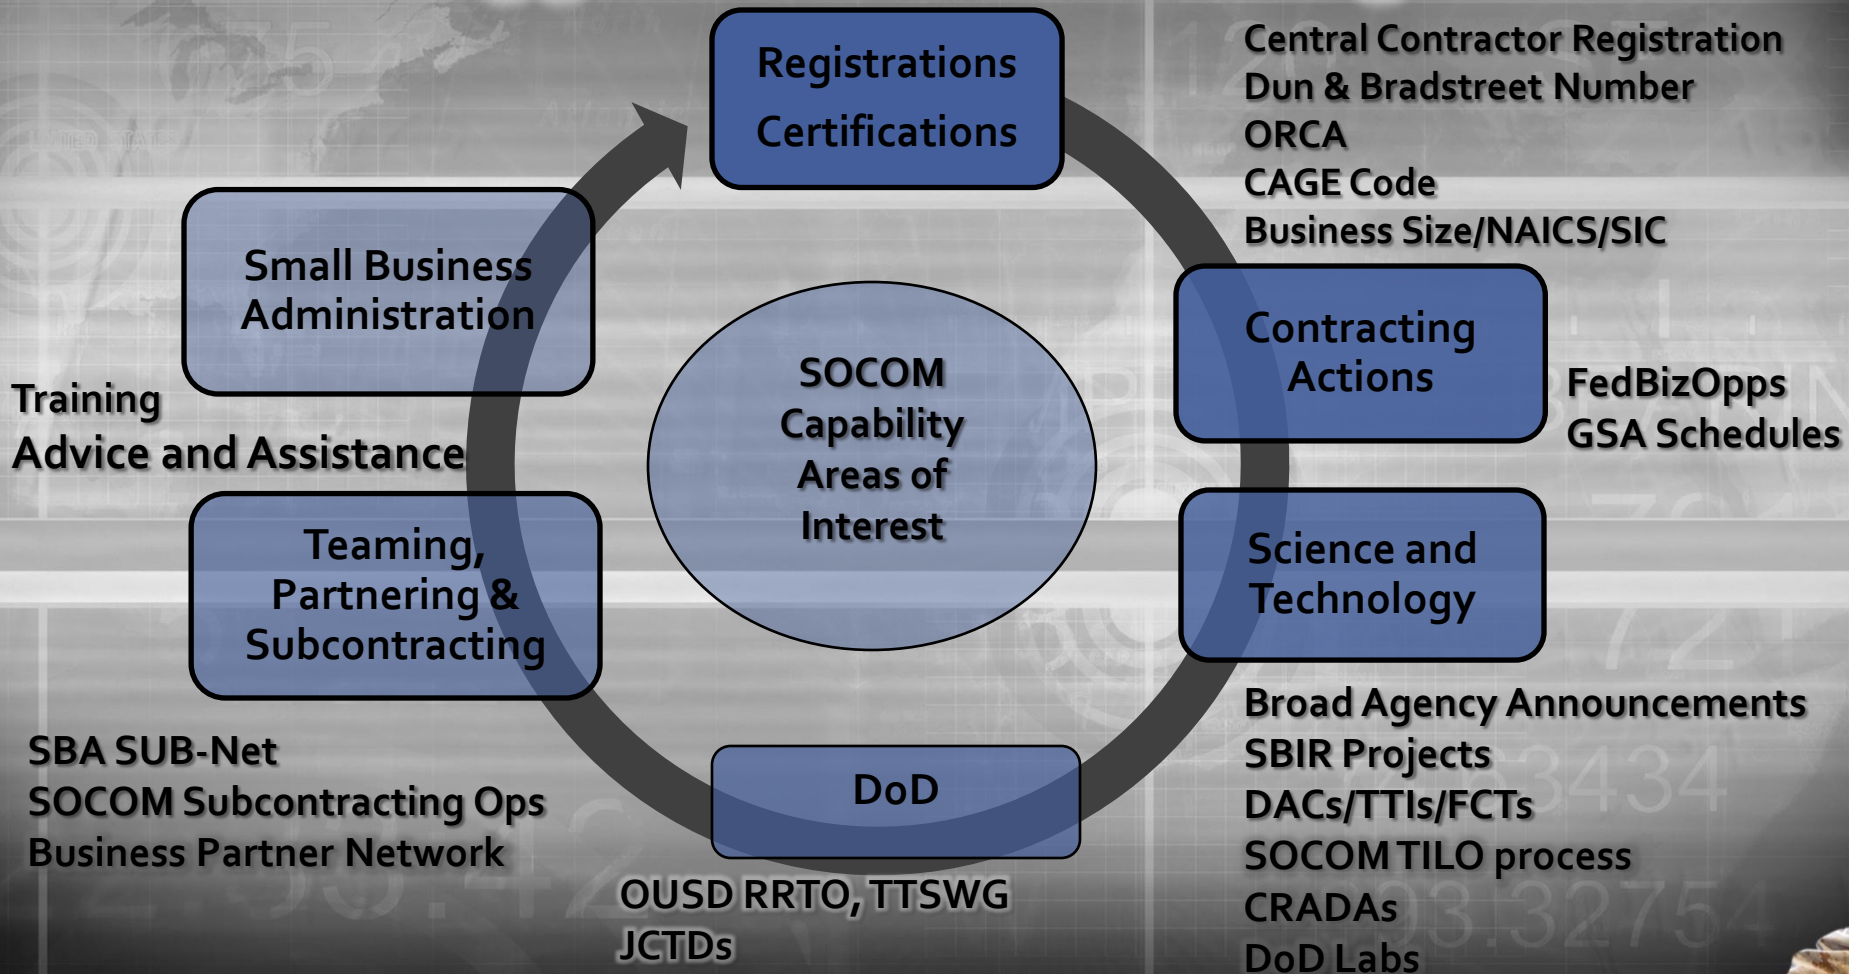 Registrations
Certifications
Central Contractor Registration
Dun & Bradstreet Number
ORCA
CAGE Code
Business Size/NAICS/SIC
Contracting
Actions
FedBizOpps
GSA Schedules
Science and
Technology
Broad Agency Announcements
SBIR Projects
DACs/TTIs/FCTs
SOCOM TILO process
CRADAs
DoD Labs
DoD
OUSD RRTO, TTSWG
JCTDs
Teaming,
Partnering &
Subcontracting
SBA SUB-Net
SOCOM Subcontracting Ops
Business Partner Network
Small Business
Administration
Training
Advice and Assistance
SOCOM
Capability
Areas of
Interest